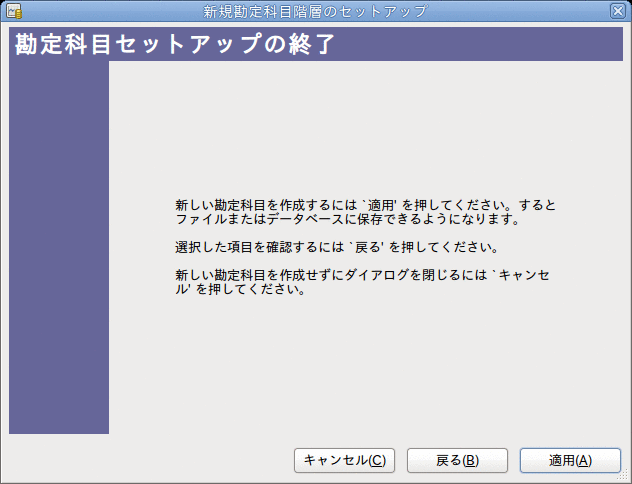 新規勘定科目階層のセットアップ
勘定科目セットアップの終了
新しい勘定科目を作成するには `適用' を押してください。すると
ファイルまたはデータベースに保存できるようになります。
選択した項目を確認するには `戻る' を押してください。
新しい勘定科目を作成せずにダイアログを閉じるには `キャンセ
ル' を押してください。
キャンセル(C) 戻る(B) 適用(A)